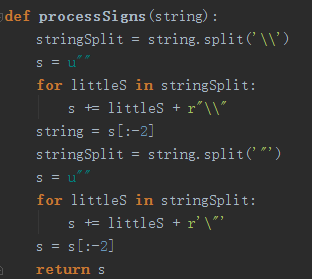 def processSigns(string):
    stringSplit = string.split('\\')
    s = u""
    for littleS in stringSplit:
        s += littleS + r"\\"
    string = s[:-2]
    stringSplit = string.split('"')
    s = u""
    for littleS in stringSplit:
        s += littleS + r'\"'
    s = s[:-2]
    return s